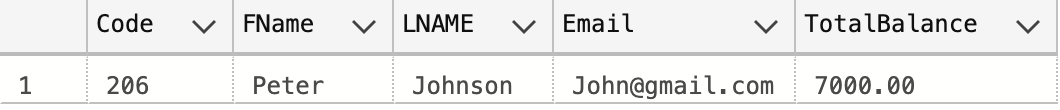 Code FName LNAME Email TotalBalance
1 206 Peter Johnson John@gmail.com 7000.00